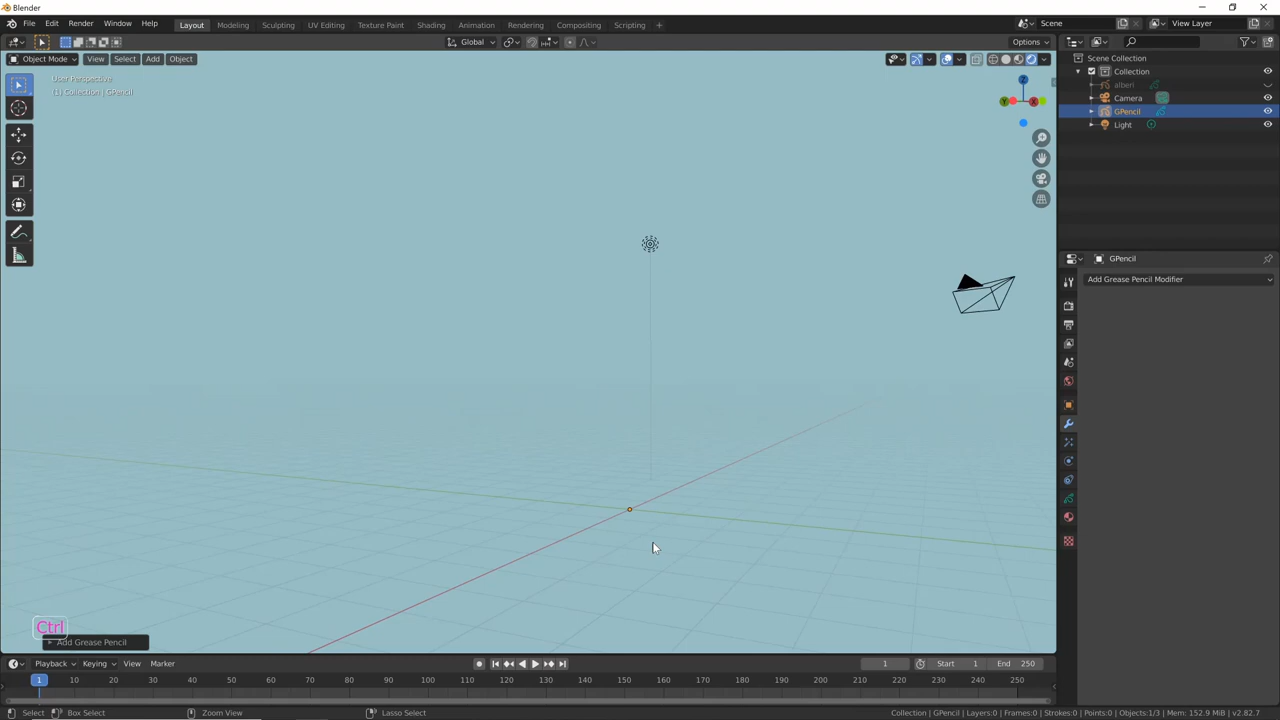 Blender
File Edit Render Window Help Layout Modeling Sculpting UV Editing Texture Paint Shading Animation Rendering Compositing Scripting + Scene View Layer
Global Options
Object Mode View Select Add Object
User Perspective
(1) Collection | GPencil
Z
Y X
Scene Collection
Collection
alberi
Camera
GPencil
Light
GPencil
Add Grease Pencil Modifier
Ctrl
Add Grease Pencil
Playback Keying View Marker 1 Start 1 End 250
1 10 20 30 40 50 60 70 80 90 100 110 120 130 140 150 160 170 180 190 200 210 220 230 240 250
Select Box Select Zoom View Lasso Select Collection | GPencil | Layers:0 | Frames:0 | Strokes:0 | Points:0 | Objects:1/3 | Mem: 152.9 MiB | v2.82.7